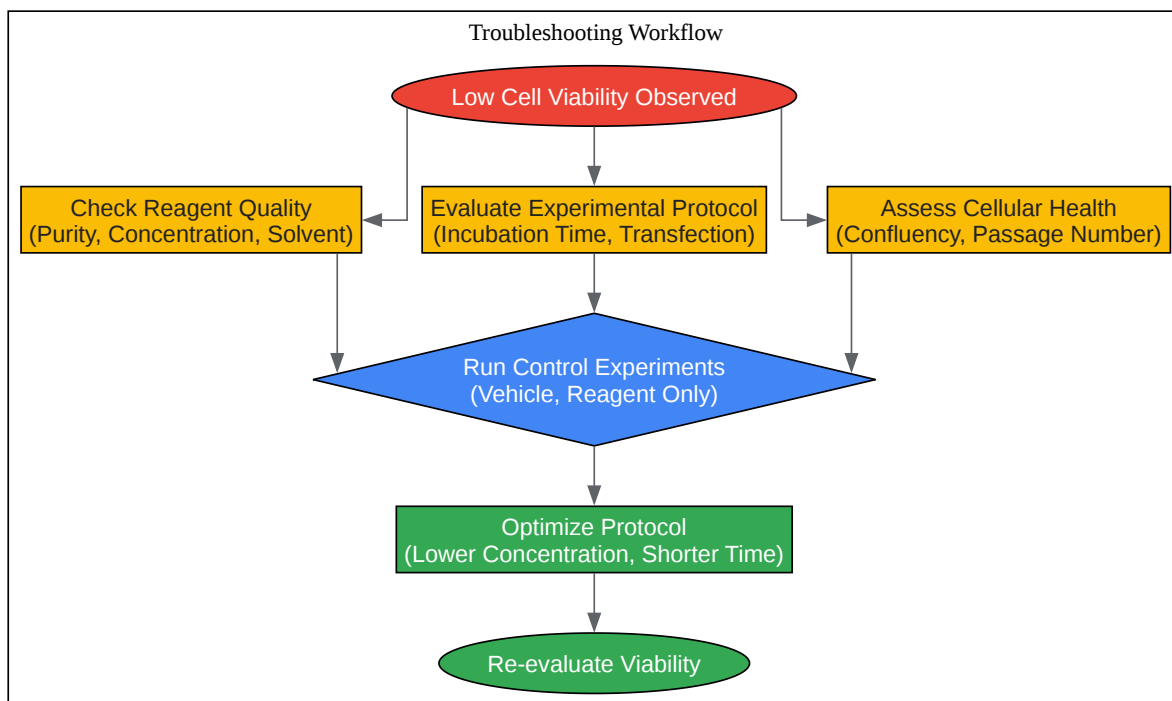 Troubleshooting Workflow
Low Cell Viability Observed
Check Reagent Quality
(Purity, Concentration, Solvent)
Evaluate Experimental Protocol
(Incubation Time, Transfection)
Assess Cellular Health
(Confluency, Passage Number)
Run Control Experiments
(Vehicle, Reagent Only)
Optimize Protocol
(Lower Concentration, Shorter Time)
Re-evaluate Viability